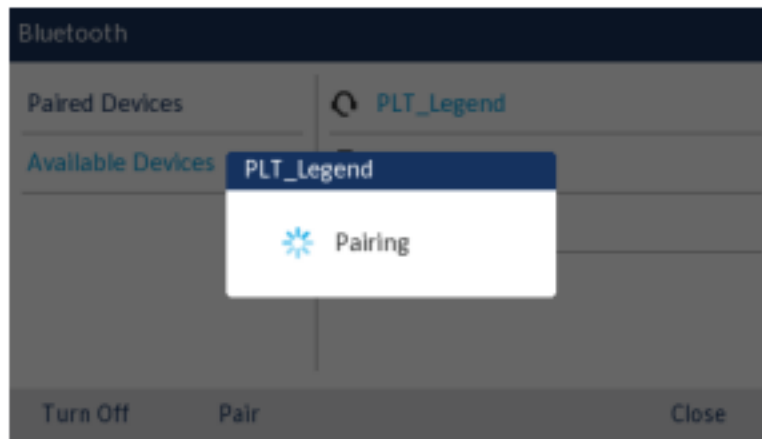 Bluetooth
Paired Devices
PLT_Legend
Available Devices
PLT_Legend
Pairing
Turn Off Pair Close